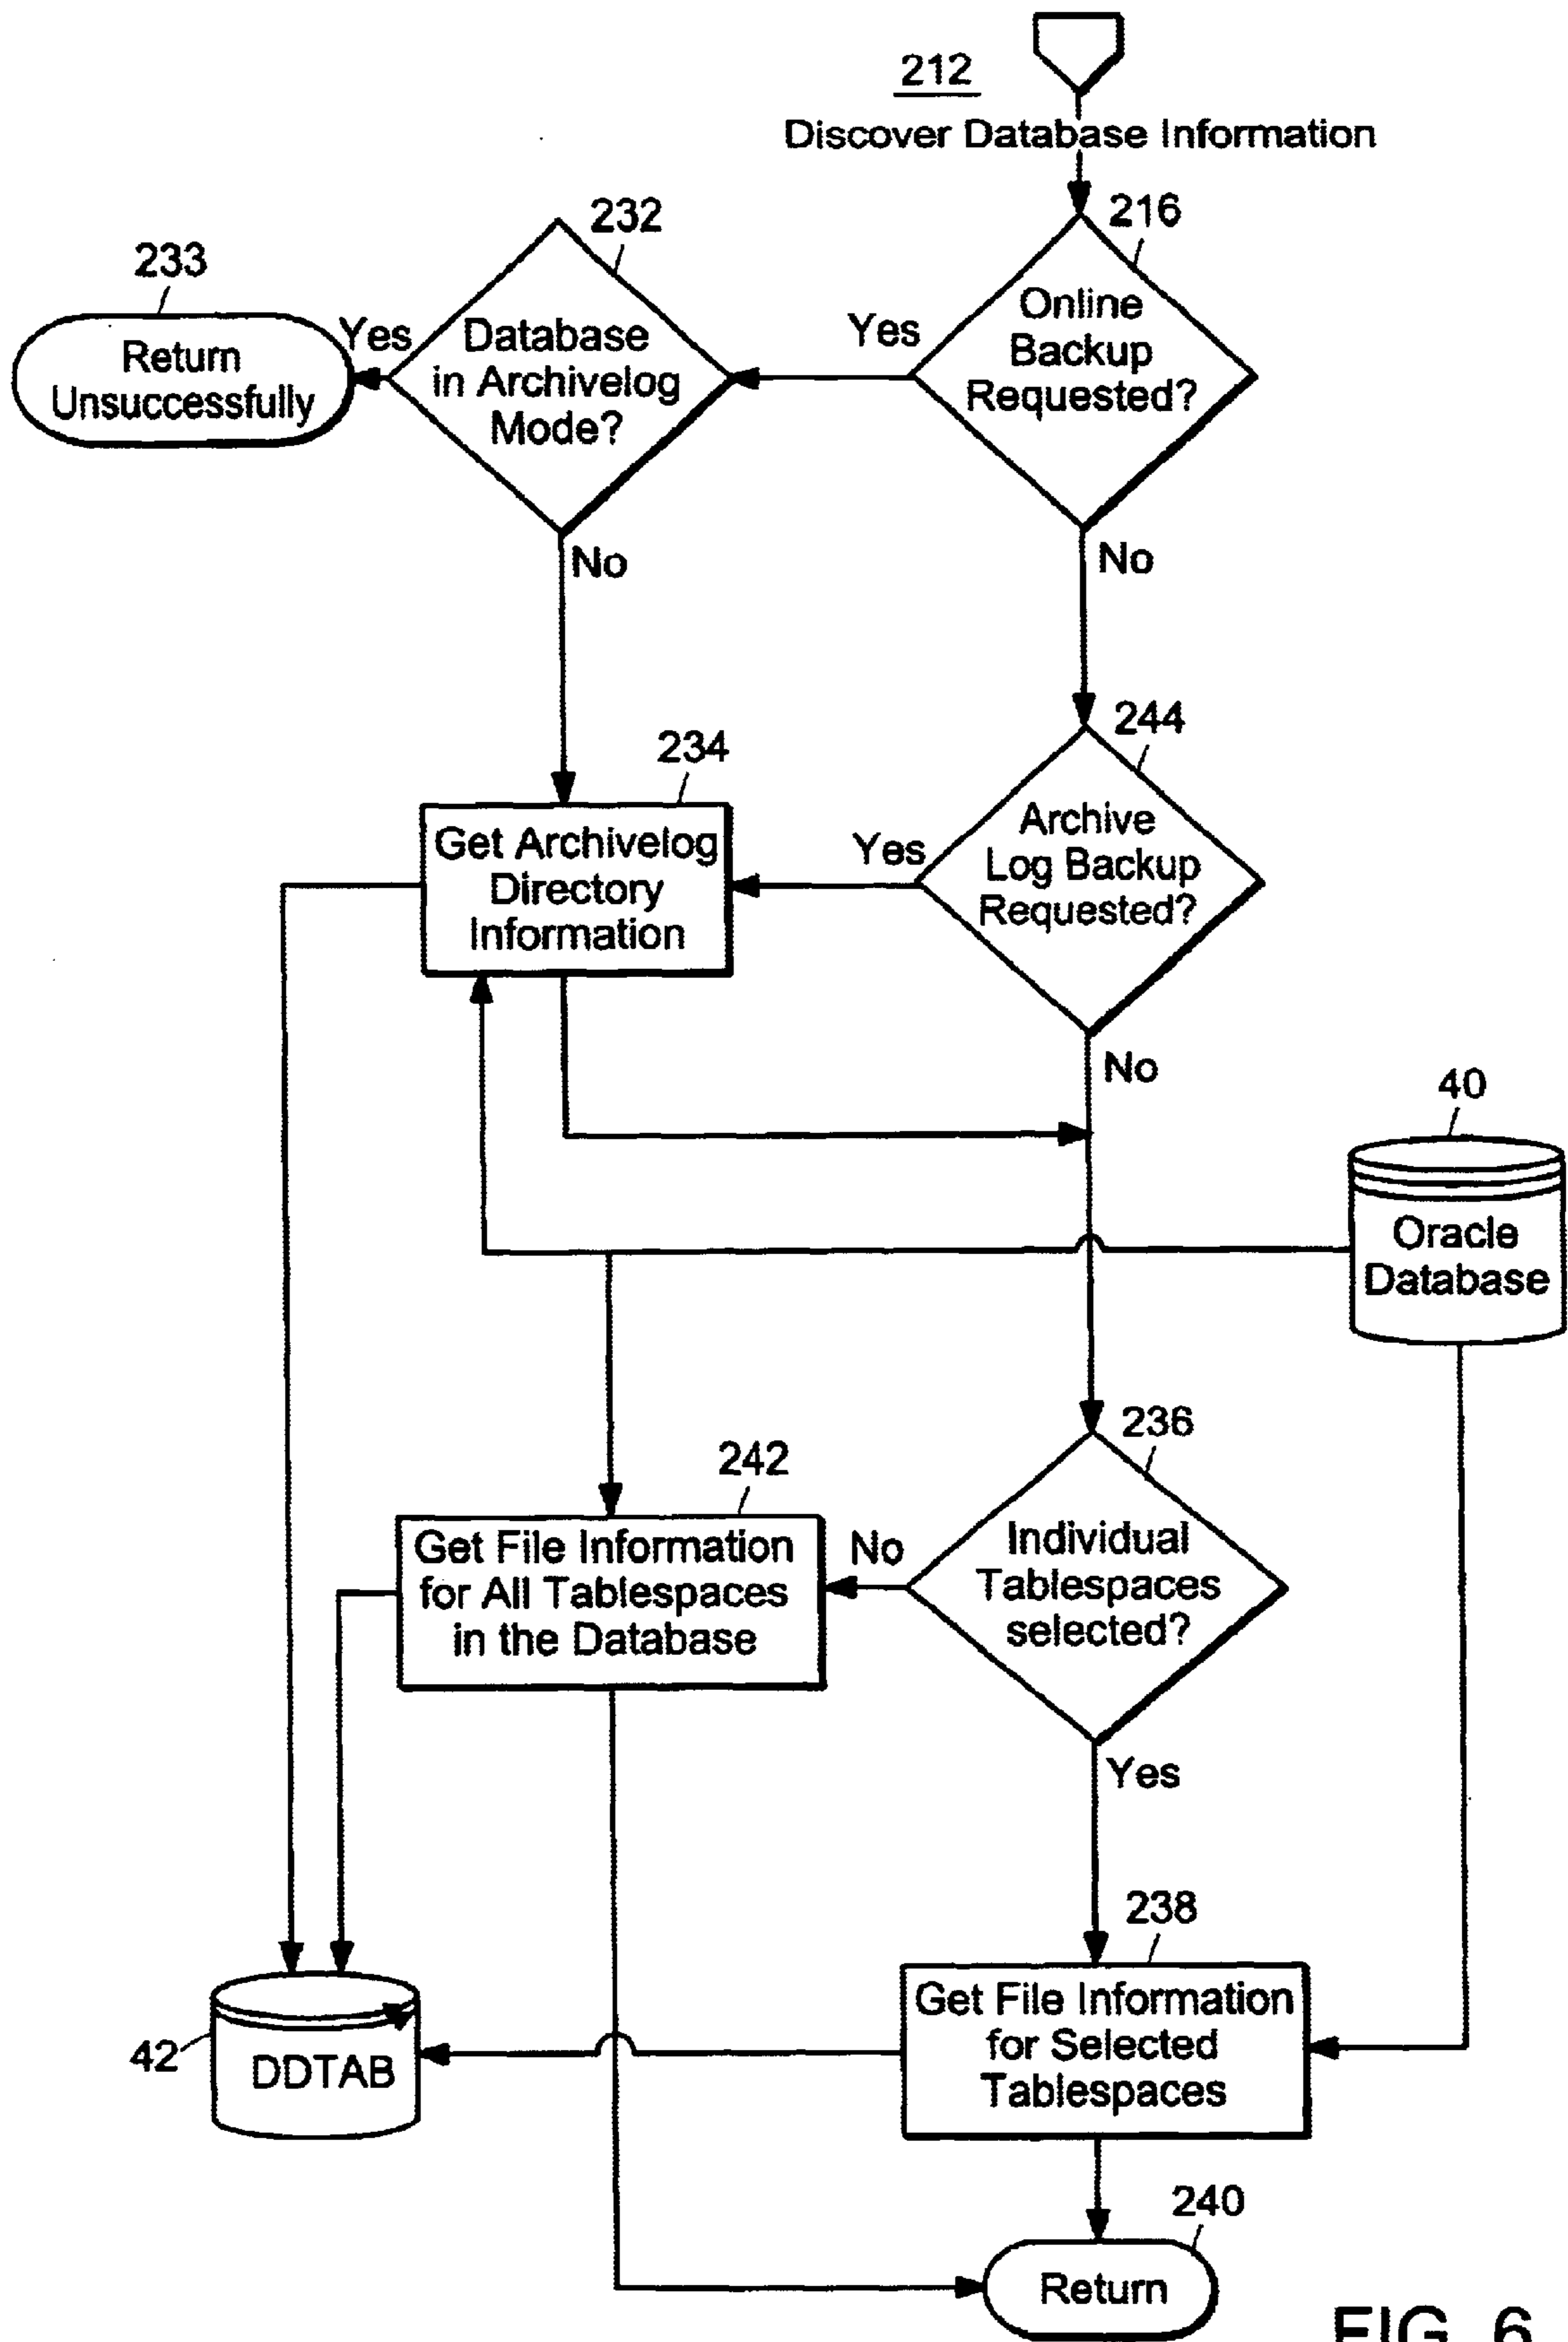 212
Discover Database Information
232
216
233
Return
Unsuccessfully
Yes
Database
in Archivelog
Mode?
Yes
Online
Backup
Requested?
No
No
234
244
Get Archivelog
Directory
Information
Yes
Archive
Log Backup
Requested?
No
40
Oracle
Database
236
242
Get File Information
for All Tablespaces
in the Database
No
Individual
Tablespaces
selected?
Yes
238
Get File Information
for Selected
Tablespaces
42
DDTAB
240
Return
FIG. 6